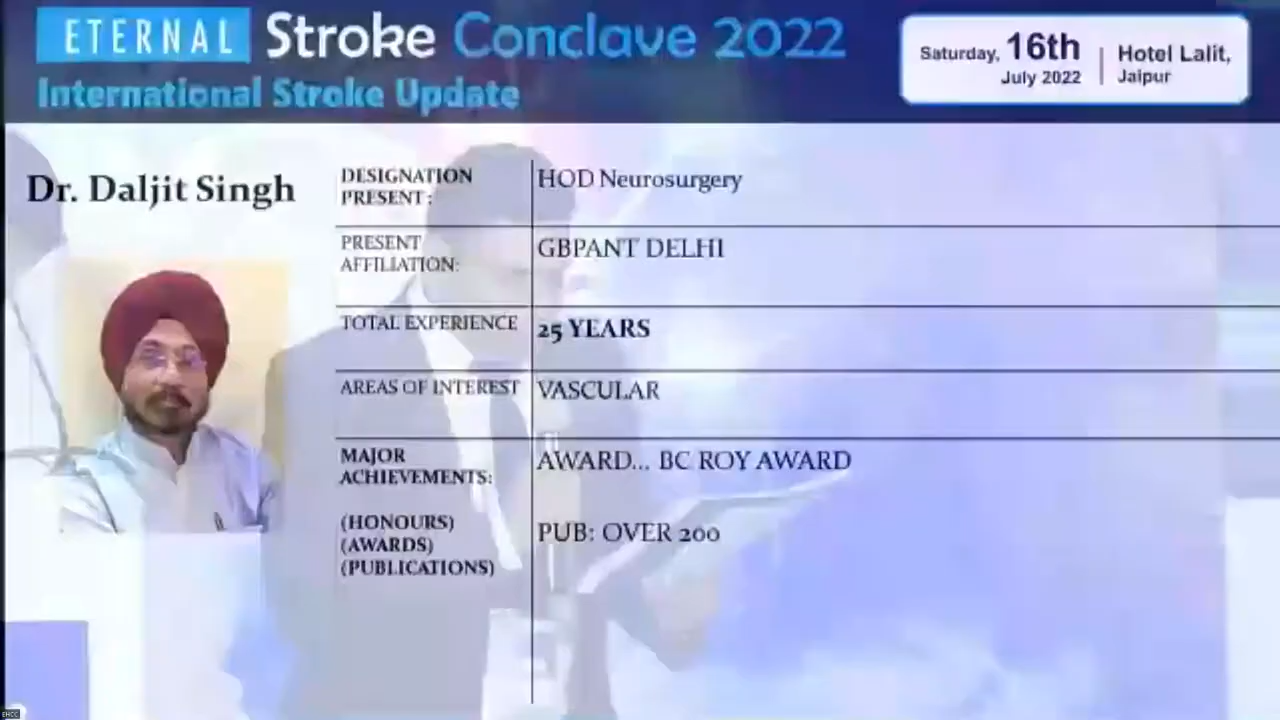 ETERNAL Stroke Conclave 2022
International Stroke Update
Saturday, 16th
July 2022
Hotel Lalit,
Jaipur
Dr. Daljit Singh
DESIGNATION
PRESENT:
HOD Neurosurgery
PRESENT
AFFILIATION:
GBPANT DELHI
TOTAL EXPERIENCE
25 YEARS
AREAS OF INTEREST
VASCULAR
MAJOR
ACHIEVEMENTS:
AWARD... BC ROY AWARD
(HONOURS)
(AWARDS)
(PUBLICATIONS)
PUB: OVER 200
EHCC